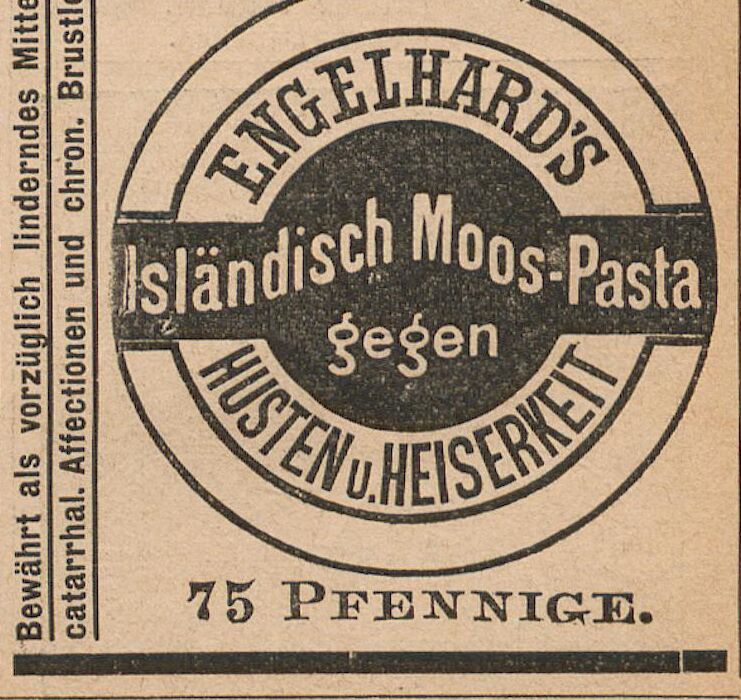 Bewährt als vorzüglich linderndes
catarrhal. Affectionen und chron.
ENGELHARD'S
Isländisch Moos-Pasta
gegen
HUSTEN u. HEISERKEIT
75 PFENNIGE.